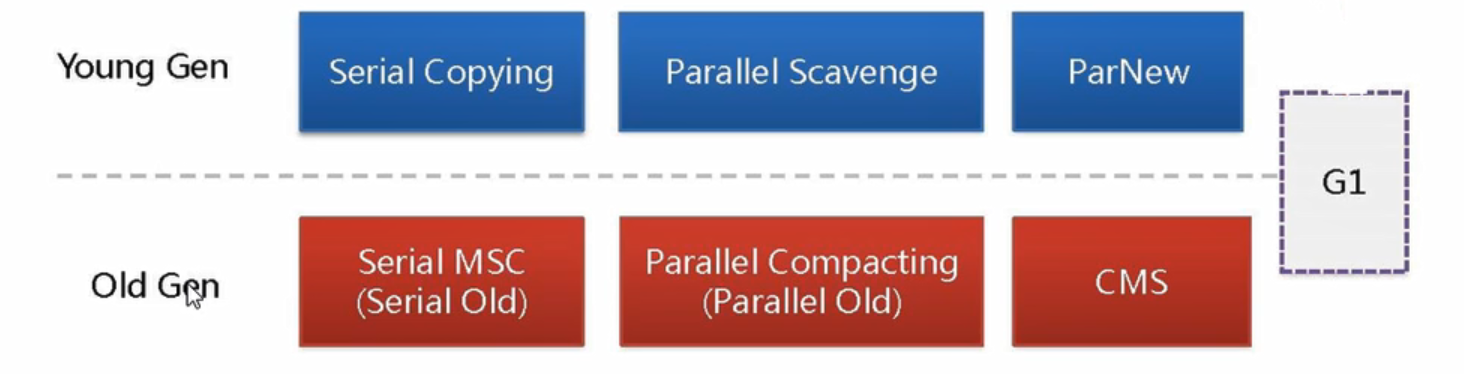 Young Gen
Serial Copying
Parallel Scavenge
ParNew
G1
Old Gen
Serial MSC
(Serial Old)
Parallel Compacting
(Parallel Old)
CMS